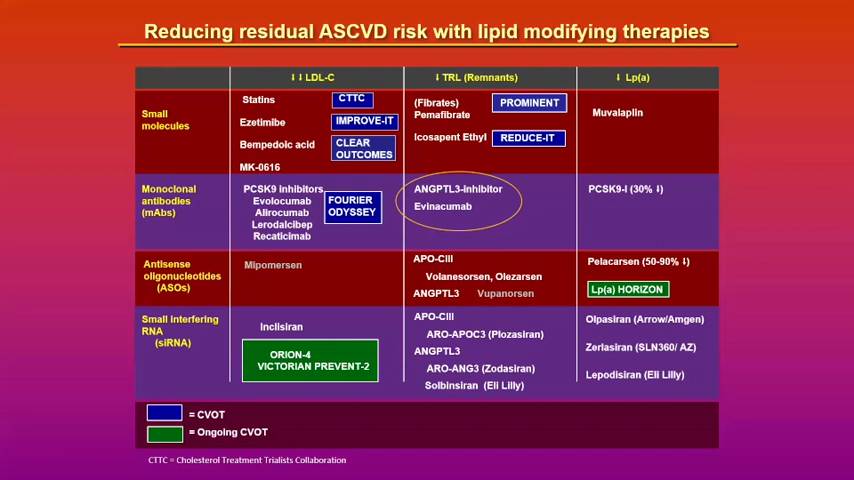 Reducing residual ASCVD risk with lipid modifying therapies
⭣⭣ LDL-C
⭣ TRL (Remnants)
⭣ Lp(a)
Small
molecules
Statins
CTTC
Ezetimibe
IMPROVE-IT
Bempedoic acid
CLEAR
OUTCOMES
MK-0616
(Fibrates)
Pemafibrate
PROMINENT
Icosapent Ethyl
REDUCE-IT
Muvalaplin
Monoclonal
antibodies
(mAbs)
PCSK9 inhibitors
Evolocumab
Alirocumab
Lerodalcibep
Recaticimab
FOURIER
ODYSSEY
ANGPTL3-inhibitor
Evinacumab
PCSK9-I (30% ⭣)
Antisense
oligonucleotides
(ASOs)
Mipomersen
APO-CIII
Volanesorsen, Olezarsen
ANGPTL3 Vupanorsen
Pelacarsen (50-90% ⭣)
Lp(a) HORIZON
Small interfering
RNA
(siRNA)
Inclisiran
ORION-4
VICTORIAN PREVENT-2
APO-CIII
ARO-APOC3 (Plozasiran)
ANGPTL3
ARO-ANG3 (Zodasiran)
Solbinsiran (Eli Lilly)
Olpasiran (Arrow/Amgen)
Zerlasiran (SLN360/ AZ)
Lepodisiran (Eli Lilly)
= CVOT
= Ongoing CVOT
CTTC = Cholesterol Treatment Trialists Collaboration